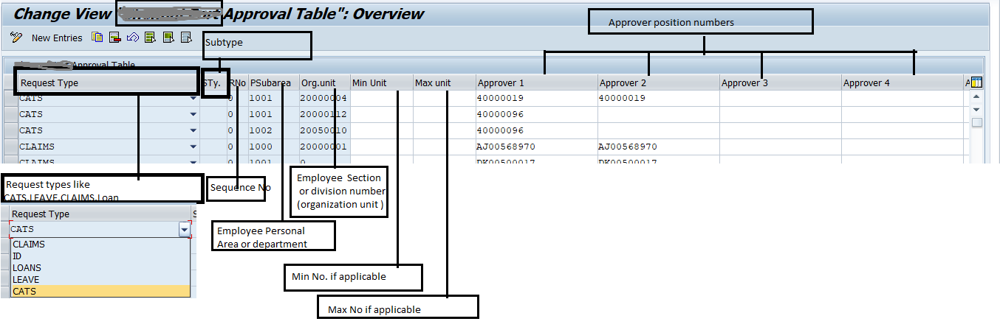 Change View "
Approval Table": Overview
Approver position numbers
New Entries
Subtype
Approval Table
Request Type STy. RNo PSubarea Org.unit Min Unit Max unit Approver 1 Approver 2 Approver 3 Approver 4 A
CATS 0 1001 20000004 40000019 40000019
CATS 0 1001 20000112 40000096
CATS 0 1002 20050010 40000096
CLAIMS 0 1000 20000001 AJ00568970 AJ00568970
CLAIMS 0 1001 0 DK00500017 DK00500017
Request types like
CATS,LEAVE,CLAIMS,Loan
Sequence No
Employee Section
or division number
(organization unit )
Request Type S
CATS
CLAIMS
ID
LOANS
LEAVE
CATS
Employee Personal
Area or department
Min No. if applicable
Max No if applicable